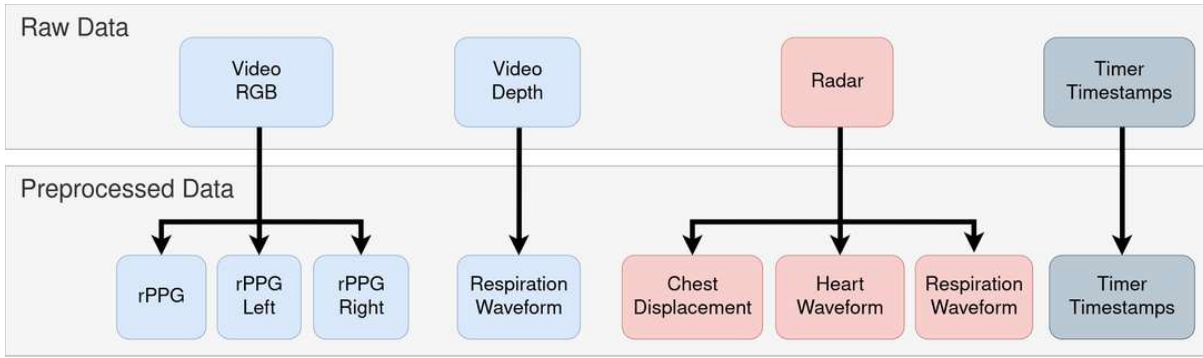 Raw Data
Video
RGB
Video
Depth
Radar
Timer
Timestamps
Preprocessed Data
rPPG
rPPG
Left
rPPG
Right
Respiration
Waveform
Chest
Displacement
Heart
Waveform
Respiration
Waveform
Timer
Timestamps